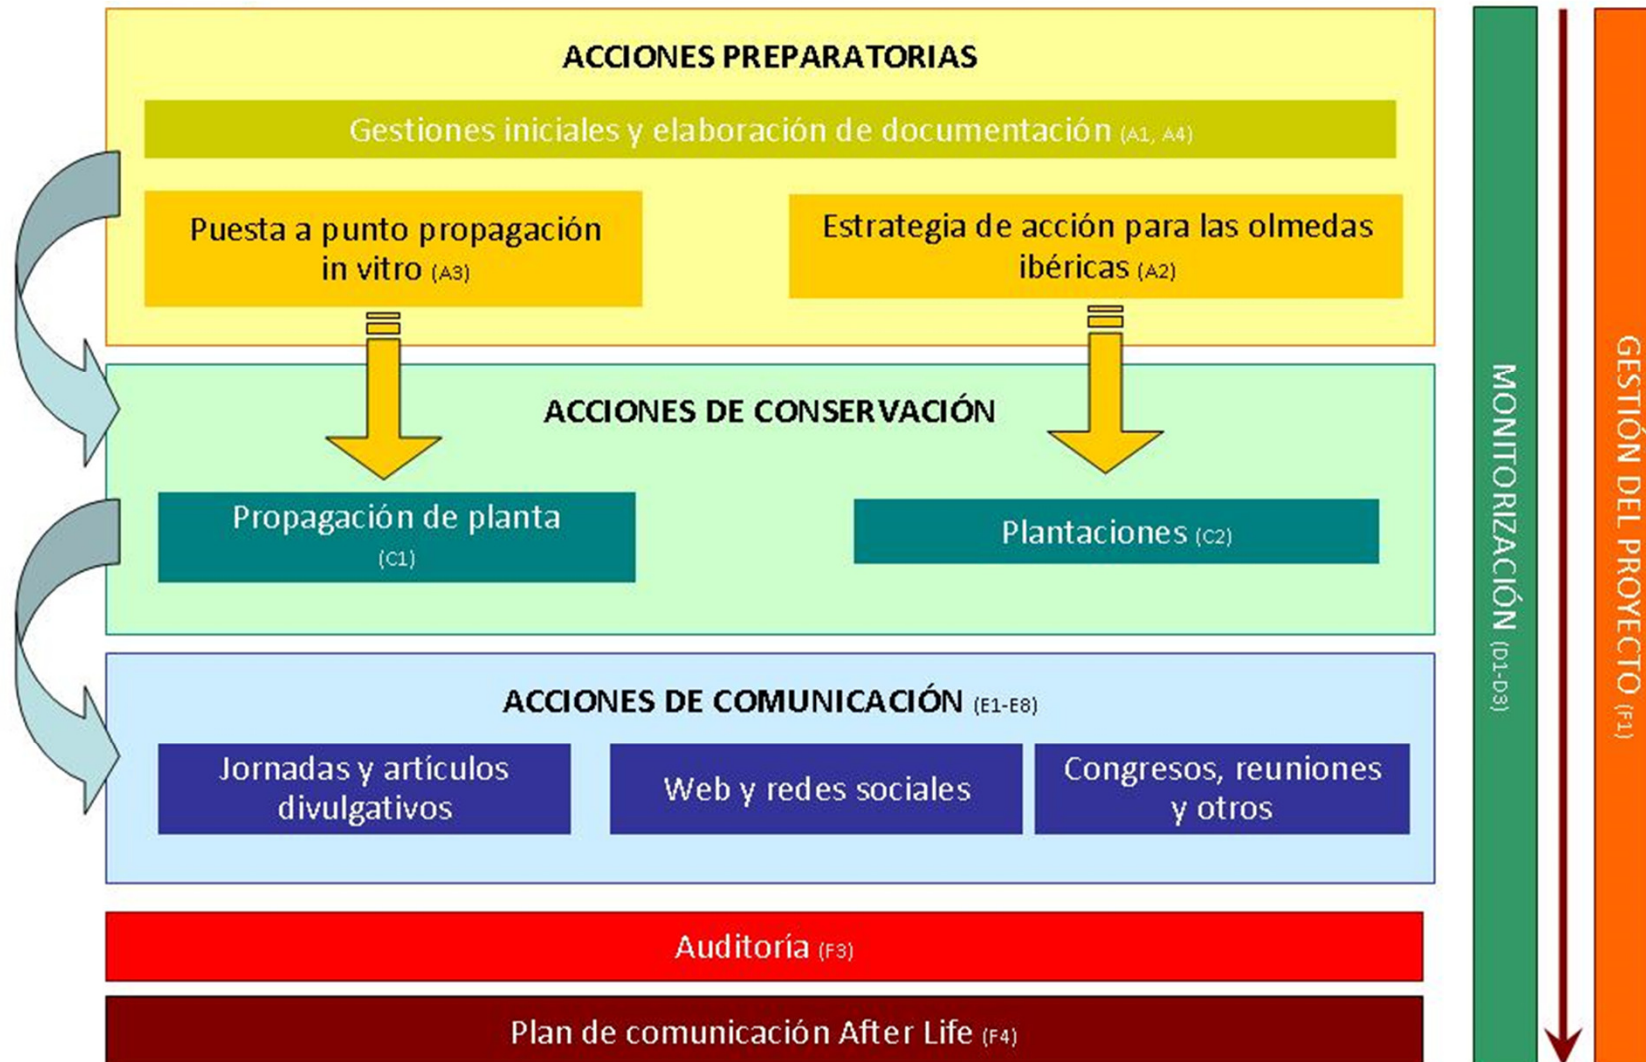 ACCIONES PREPARATORIAS
Gestiones iniciales y elaboración de documentación (A1, A4)
Puesta a punto propagación
in vitro (A3)
Estrategia de acción para las olmedas
ibéricas (A2)
ACCIONES DE CONSERVACIÓN
Propagación de planta
(C1)
Plantaciones (C2)
ACCIONES DE COMUNICACIÓN (E1-E8)
Jornadas y artículos
divulgativos
Web y redes sociales
Congresos, reuniones
y otros
Auditoría (F3)
Plan de comunicación After Life (F4)
MONITORIZACIÓN (D1-D3)
GESTIÓN DEL PROYECTO (F1)